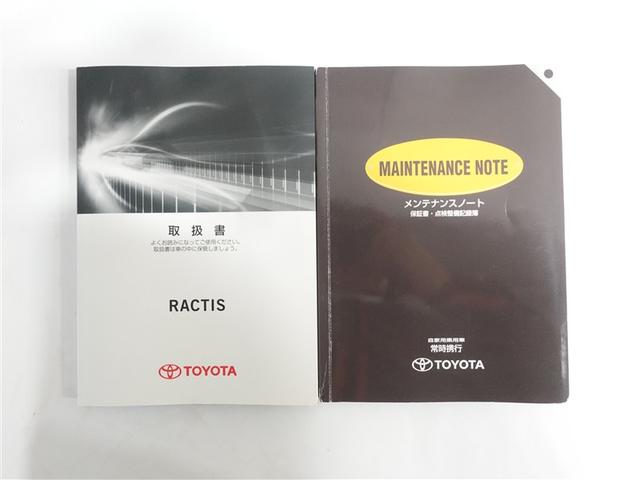 取扱書
よくお読みになってご使用ください。
取扱書は車の中に保管しましょう。
RACTIS
TOYOTA
MAINTENANCE NOTE
メンテナンスノート
保証書・点検整備記録簿
自家用乗用車
常時携行
TOYOTA